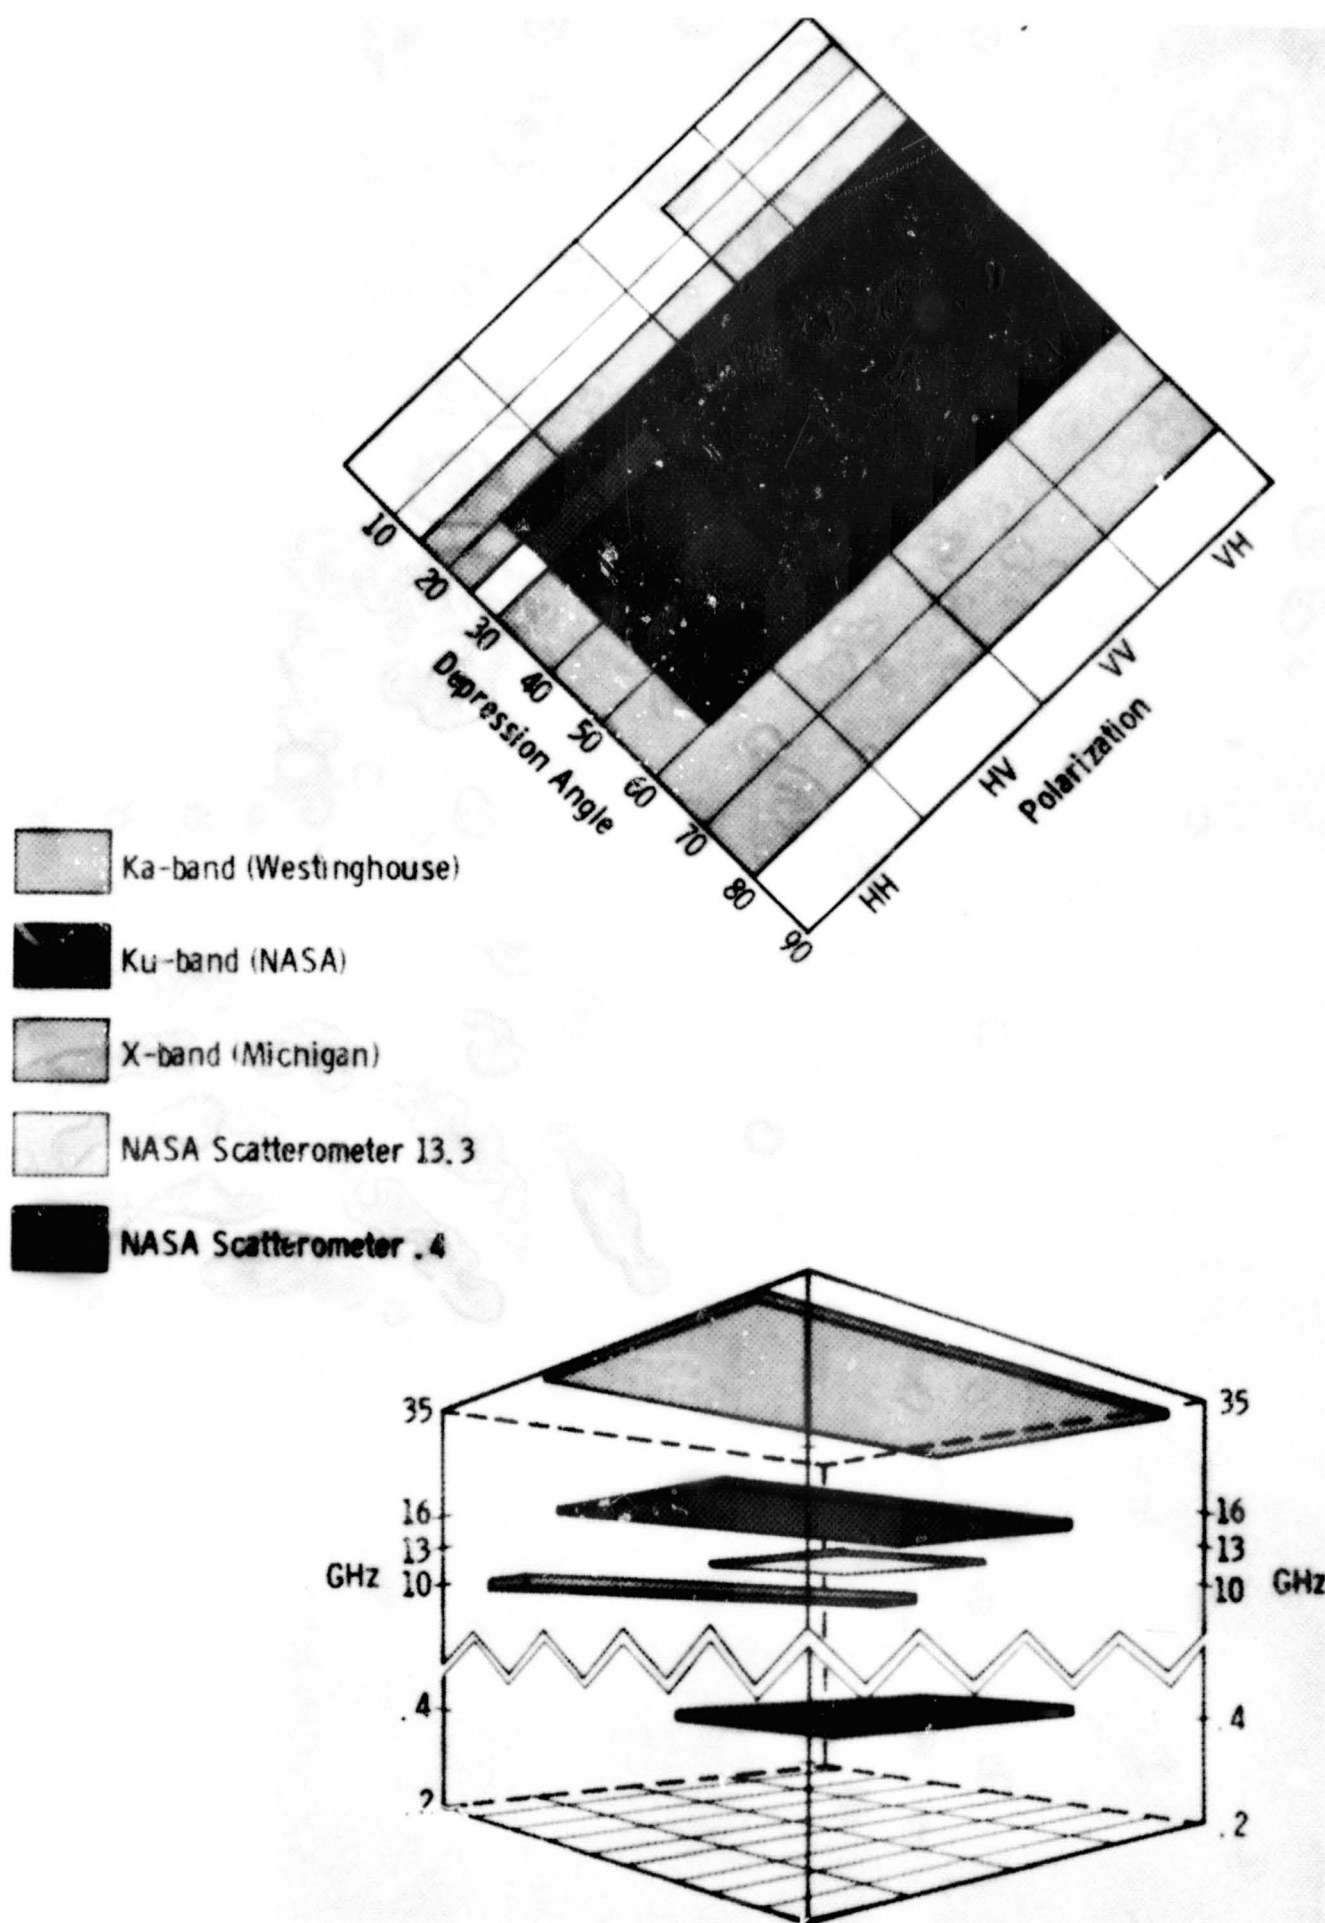 10
20
30
40
50
60
70
80
90
Depression Angle
HH
HV
VV
VH
Polarization
Ka-band (Westinghouse)
Ku-band (NASA)
X-band (Michigan)
NASA Scatterometer 13.3
NASA Scatterometer .4
35
16
13
10
GHz
.4
.2
35
16
13
10
GHz
.4
.2